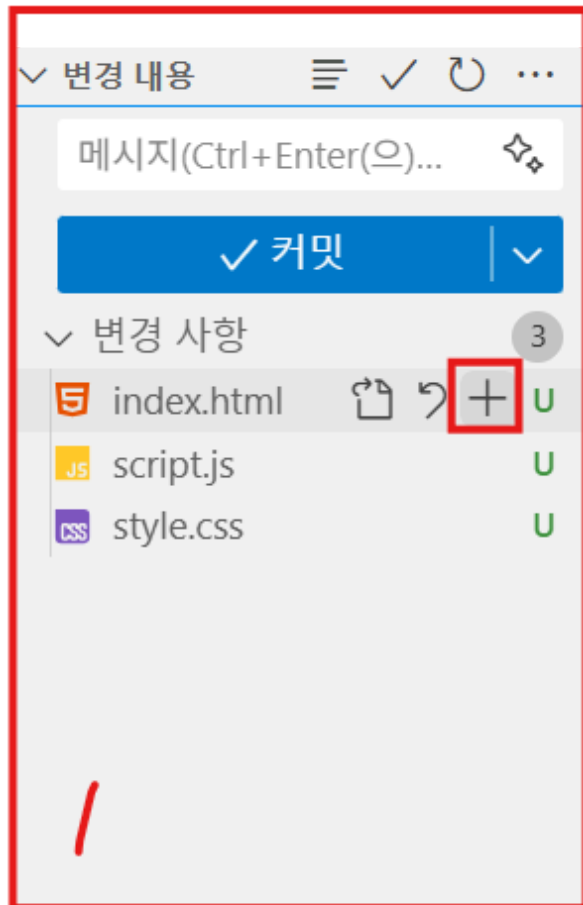 변경 내용
메시지(Ctrl+Enter(으)...
커밋
변경 사항 3
index.html U
JS script.js U
CSS style.css U